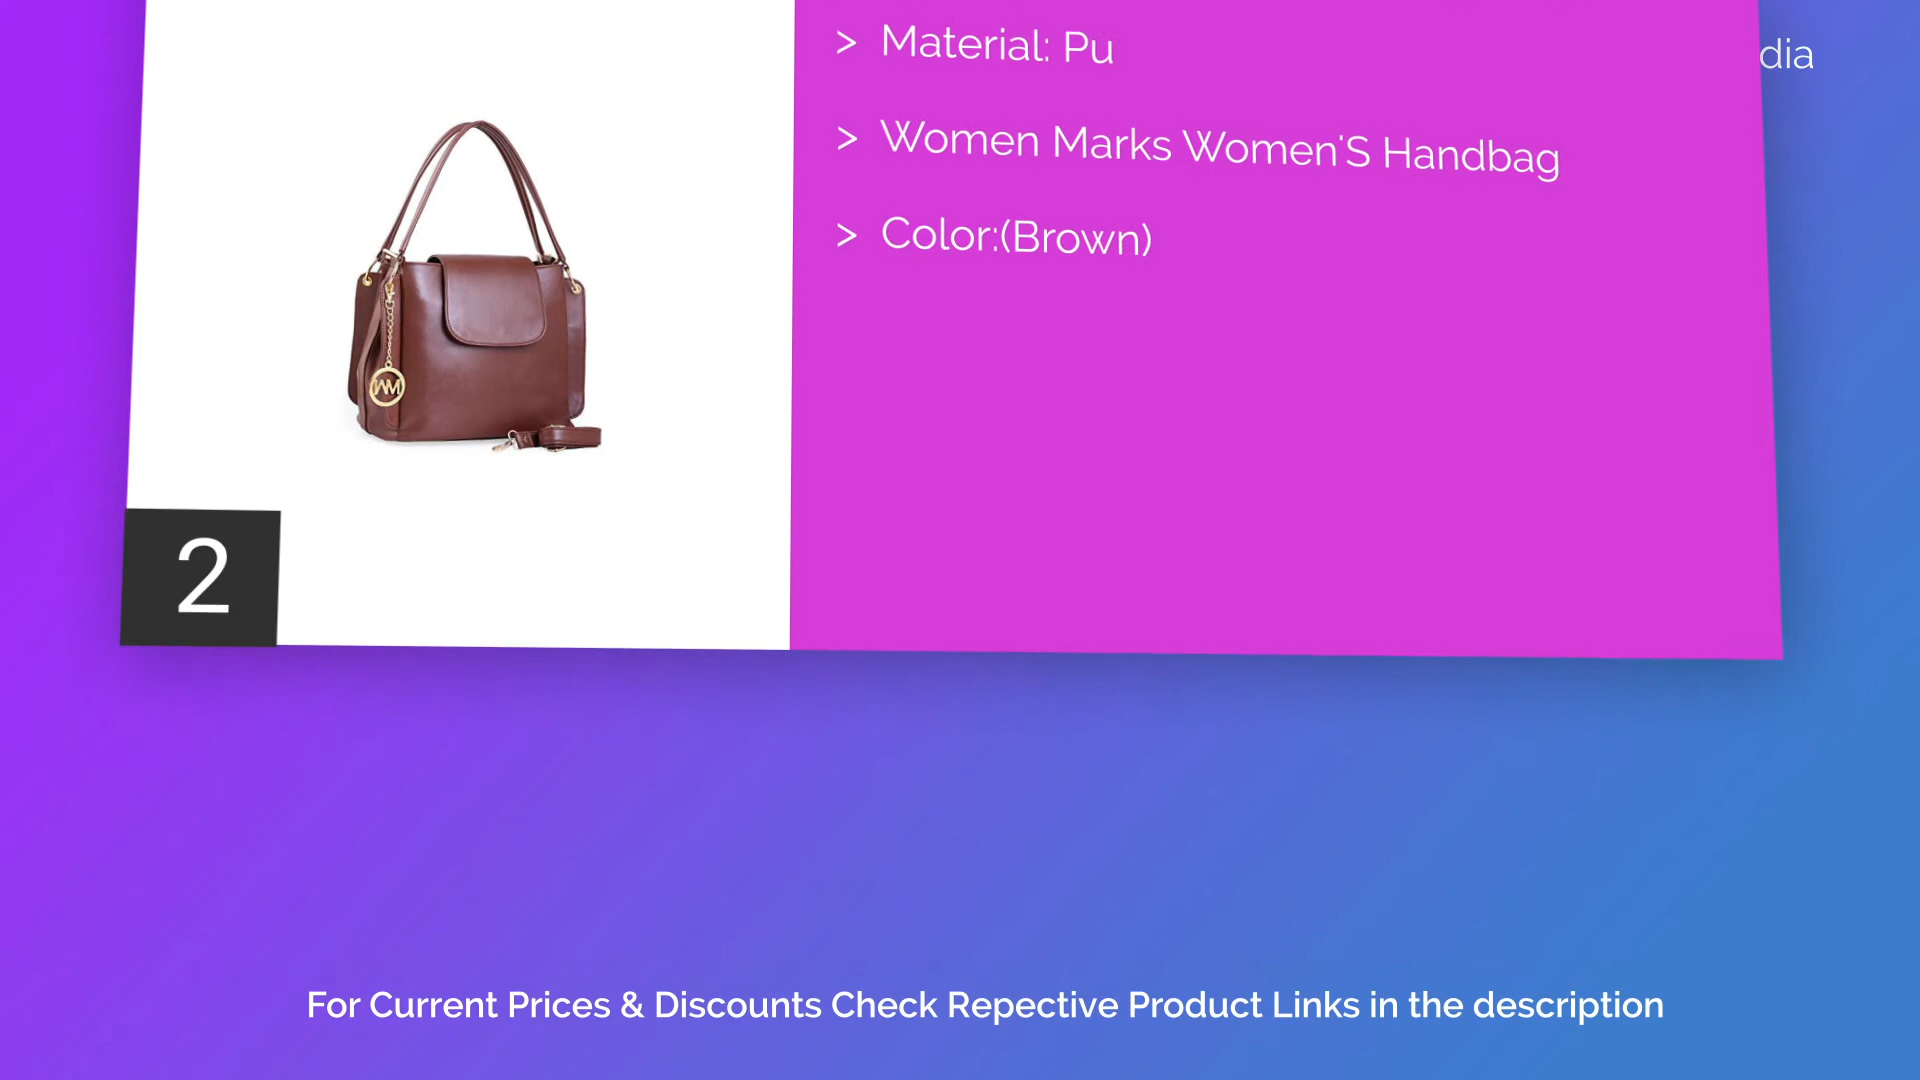 > Material: Pu
dia
> Women Marks Women'S Handbag
> Color:(Brown)
WM
2
For Current Prices & Discounts Check Repective Product Links in the description